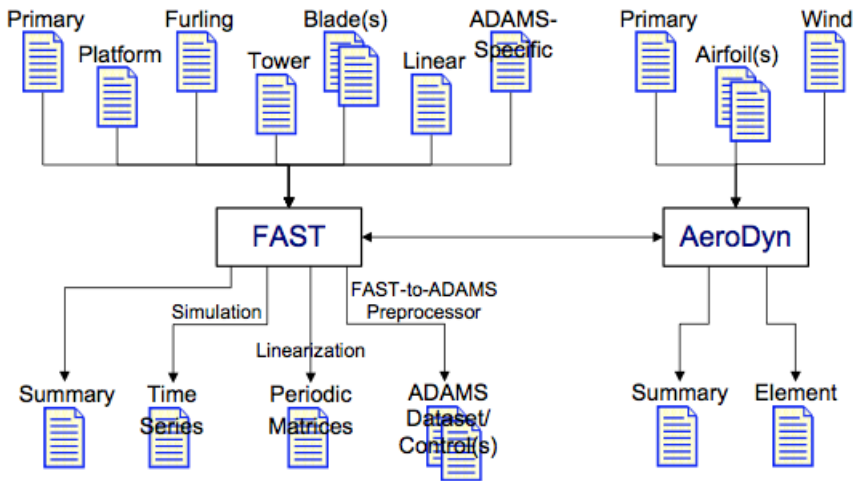 Primary
Furling
Blade(s)
ADAMS-
Specific
Primary
Wind
Platform
Tower
Linear
Airfoil(s)
FAST
AeroDyn
Simulation
FAST-to-ADAMS
Preprocessor
Linearization
Summary
Time
Series
Periodic
Matrices
ADAMS
Dataset/
Control(s)
Summary
Element